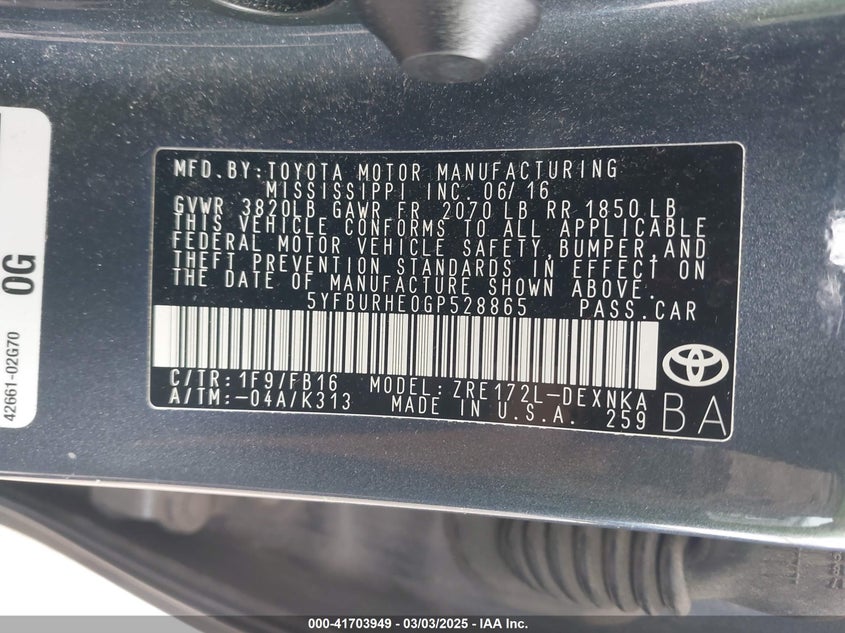 MFD.BY: TOYOTA MOTOR MANUFACTURING
MISSISSIPPI INC. 06/16
GVWR 3820LB GAWR FR 2070 LB RR 1850 LB
THIS VEHICLE CONFORMS TO ALL APPLICABLE
FEDERAL MOTOR VEHICLE SAFETY, BUMPER, AND
THEFT PREVENTION STANDARDS IN EFFECT ON
THE DATE OF MANUFACTURE SHOWN ABOVE.
5YFBURHE0GP528865 PASS.CAR
C/TR: 1F9/FB16 MODEL: ZRE172L-DEXNKA
A/TM:-04A/K313 MADE IN U.S.A. 259
BA
0G
42661-02G70
000-41703949 / 03/03/2025 - IAA Inc.